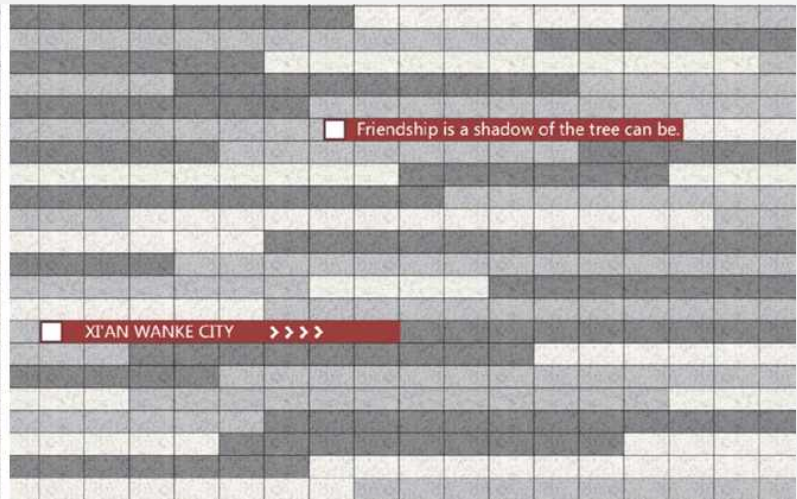 Friendship is a shadow of the tree can be.
XI'AN WANKE CITY >>>>